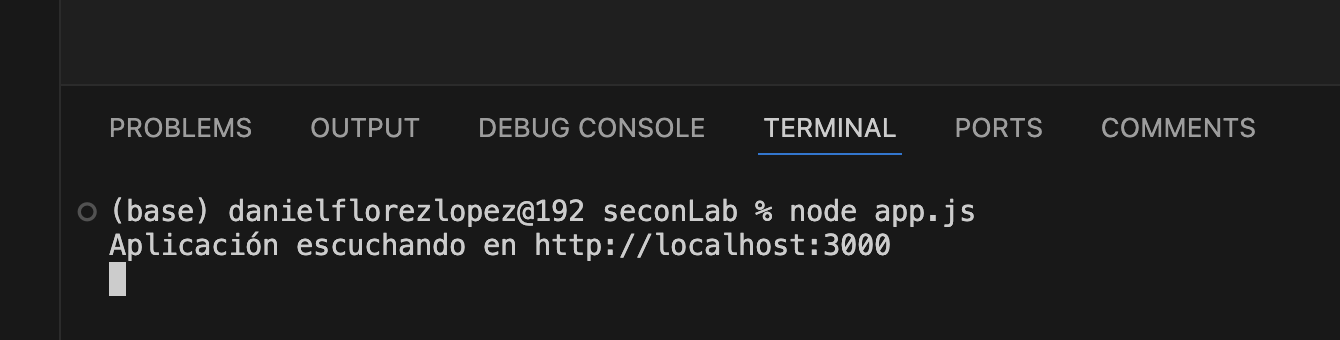 PROBLEMS OUTPUT DEBUG CONSOLE TERMINAL PORTS COMMENTS
(base) danielflorezlopez@192 seconLab % node app.js
Aplicación escuchando en http://localhost:3000